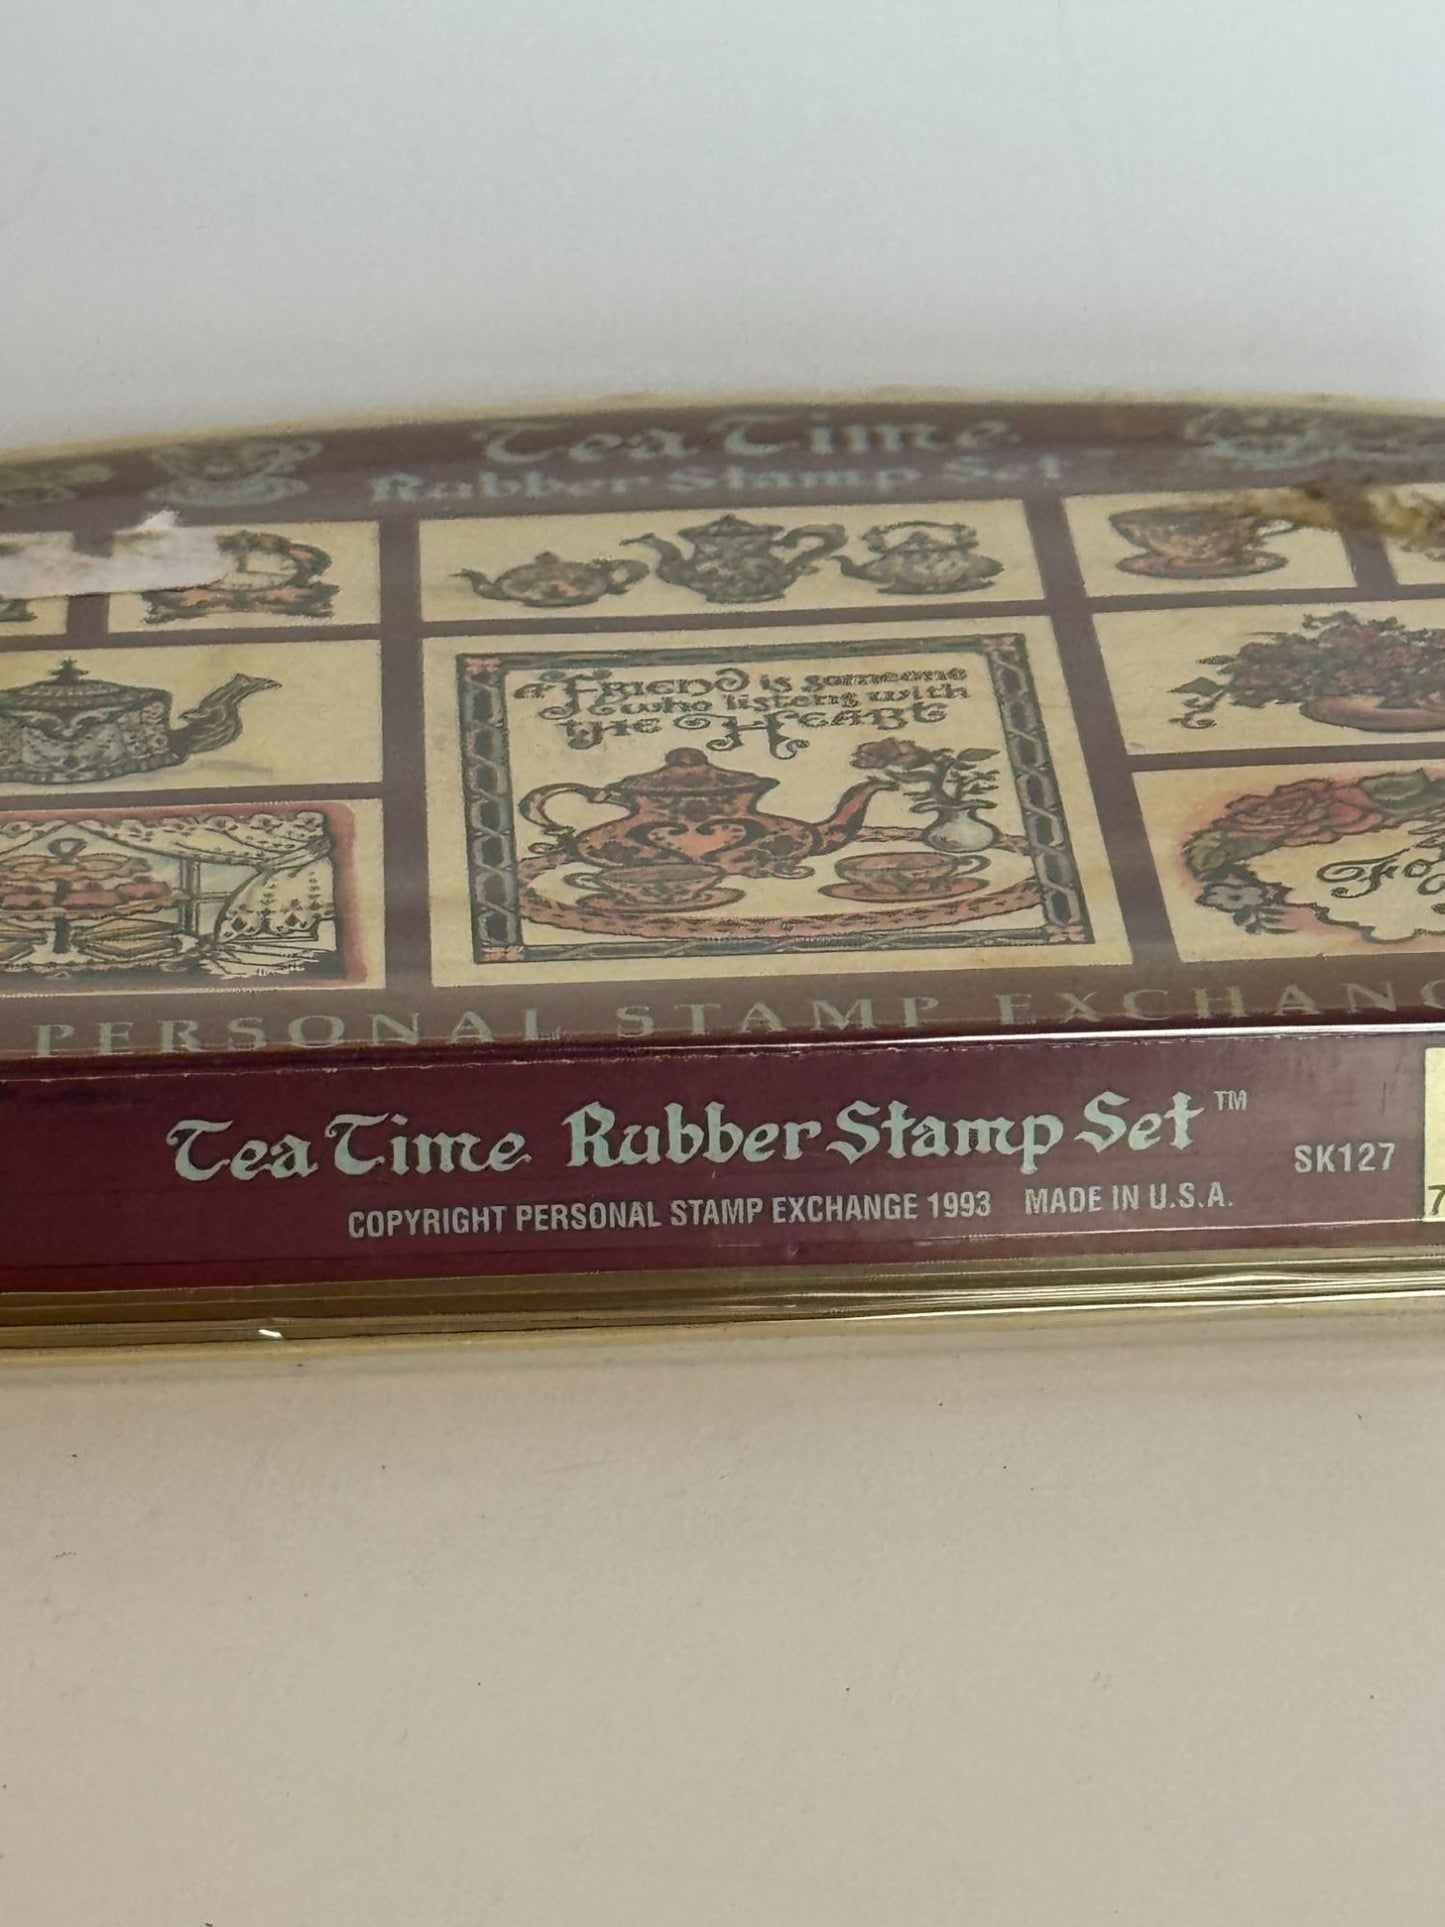 Tea Time
Rubber Stamp Set
A FRIEND is someone
who listens with
THE HEART
PERSONAL STAMP EXCHANG
Tea Time Rubber Stamp Set™
SK127
COPYRIGHT PERSONAL STAMP EXCHANGE 1993 MADE IN U.S.A.
7